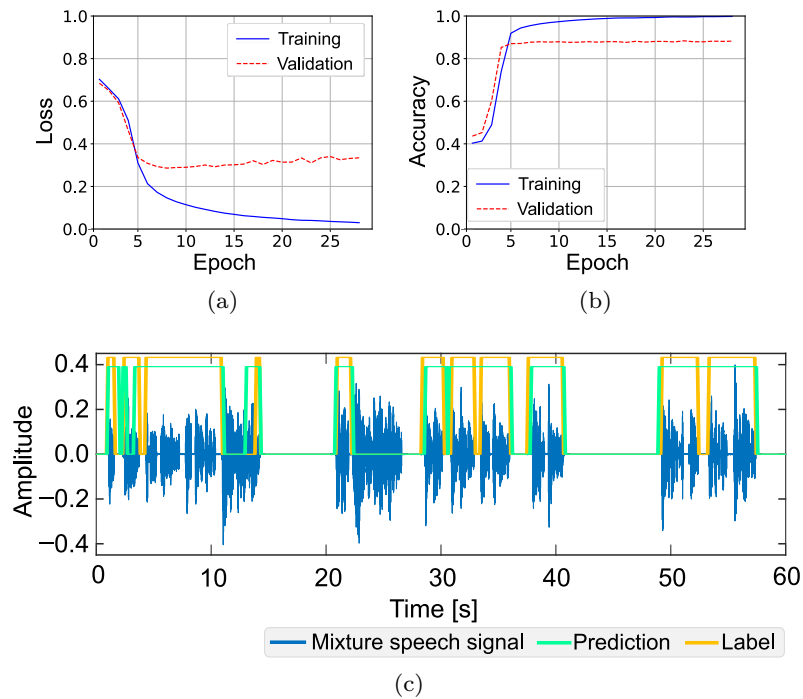 1.0
0.8
0.6
0.4
0.2
0.0
Loss
0 5 10 15 20 25
Epoch
Training
Validation
(a)
1.0
0.8
0.6
0.4
0.2
0.0
Accuracy
0 5 10 15 20 25
Epoch
Training
Validation
(b)
0.4
0.2
0.0
−0.2
−0.4
Amplitude
0 10 20 30 40 50 60
Time [s]
Mixture speech signal Prediction Label
(c)